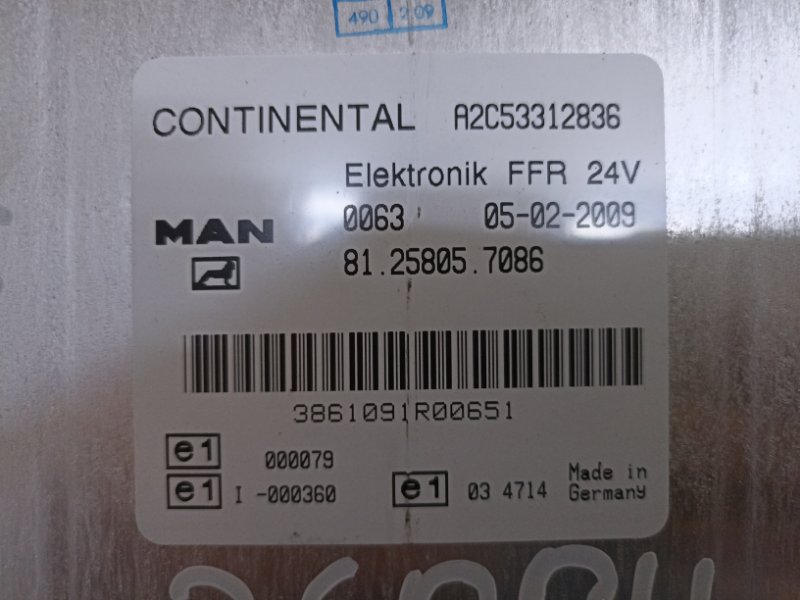 490 2.09
CONTINENTAL A2C53312836
Elektronik FFR 24V
MAN 0063 05-02-2009
81.25805.7086
3861091R00651
e1 000079
e1 I -000360 e1 03 4714 Made in
Germany